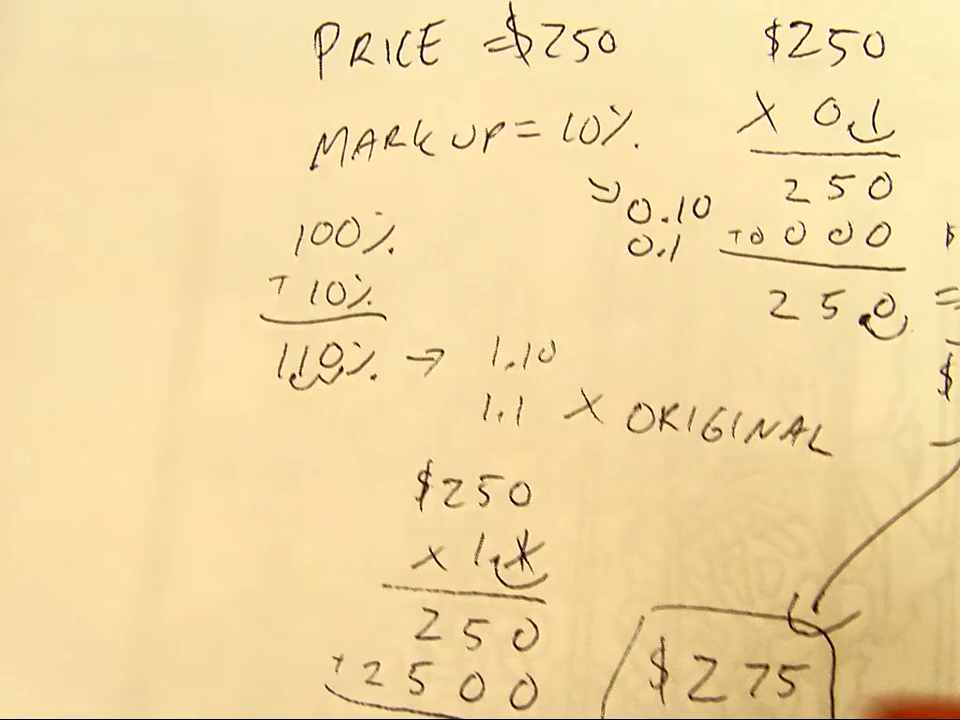 PRICE = $250
MARKUP = 10%.
⇒ 0.10
0.1
100%
+ 10%
110% → 1.10
1.1 X ORIGINAL
$250
X 1.1
250
+2500
$250
X 0.1
250
+0000
250
=
$
$275